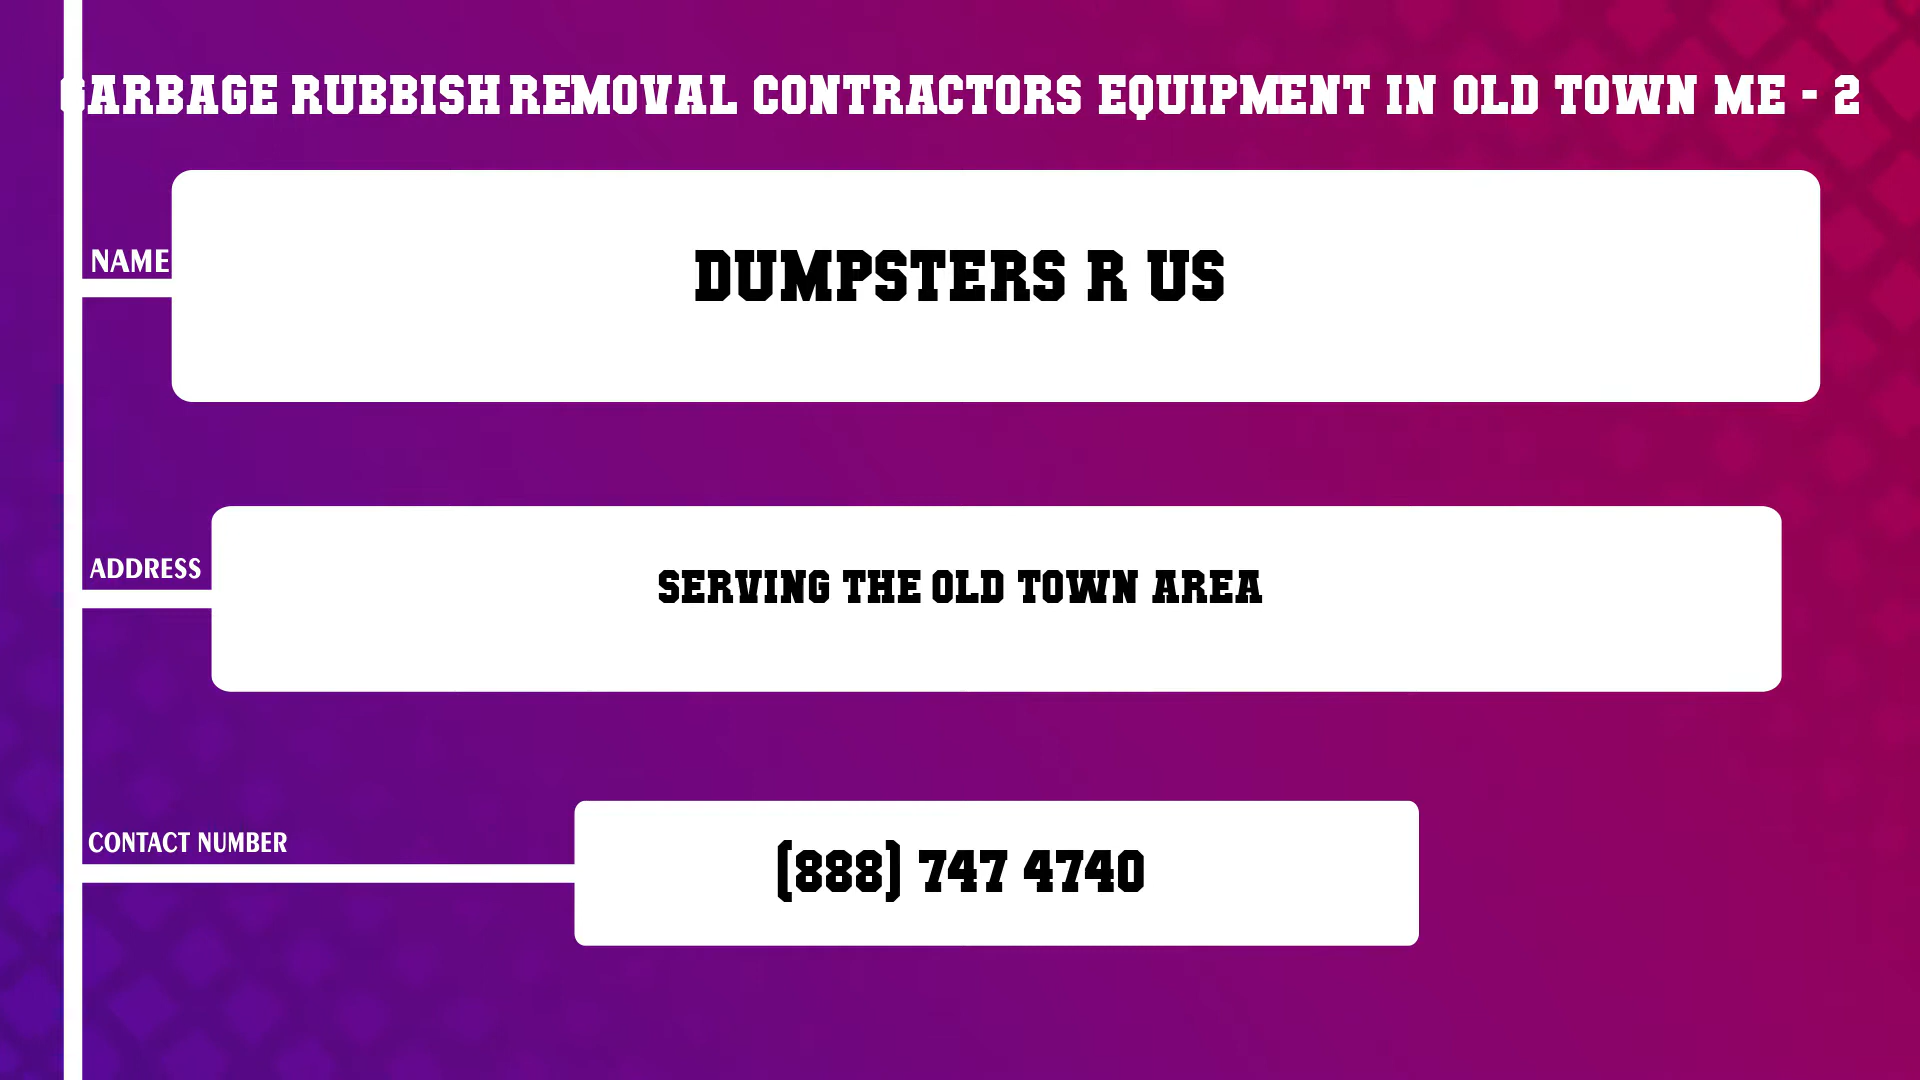 GARBAGE RUBBISH REMOVAL CONTRACTORS EQUIPMENT IN OLD TOWN ME - 2
NAME
DUMPSTERS R US
ADDRESS
SERVING THE OLD TOWN AREA
CONTACT NUMBER
(888) 747 4740